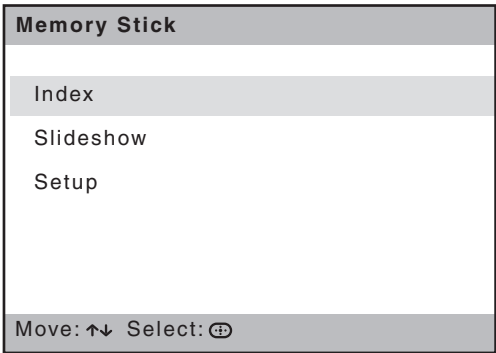 Memory Stick
Index
Slideshow
Setup
Move: ↑↓ Select: ⊕